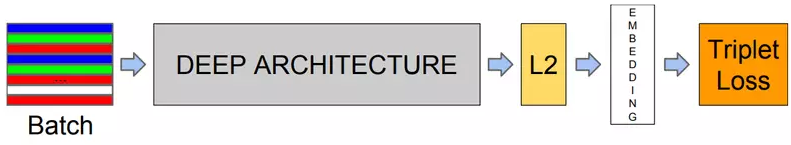 Batch
...
DEEP ARCHITECTURE
L2
EMBEDDING
Triplet
Loss